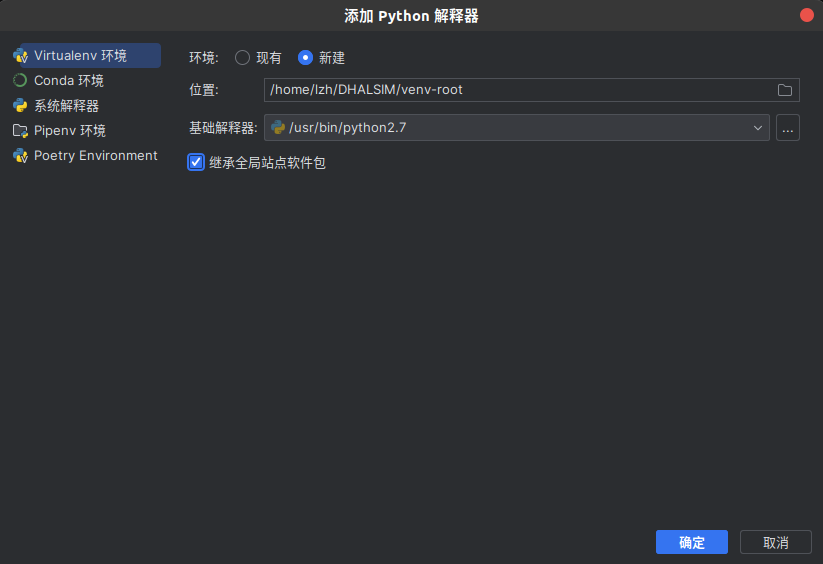 添加 Python 解释器
Virtualenv 环境
Conda 环境
系统解释器
Pipenv 环境
Poetry Environment
环境: 现有 新建
位置: /home/lzh/DHALSIM/venv-root
基础解释器: /usr/bin/python2.7 ...
继承全局站点软件包
确定 取消